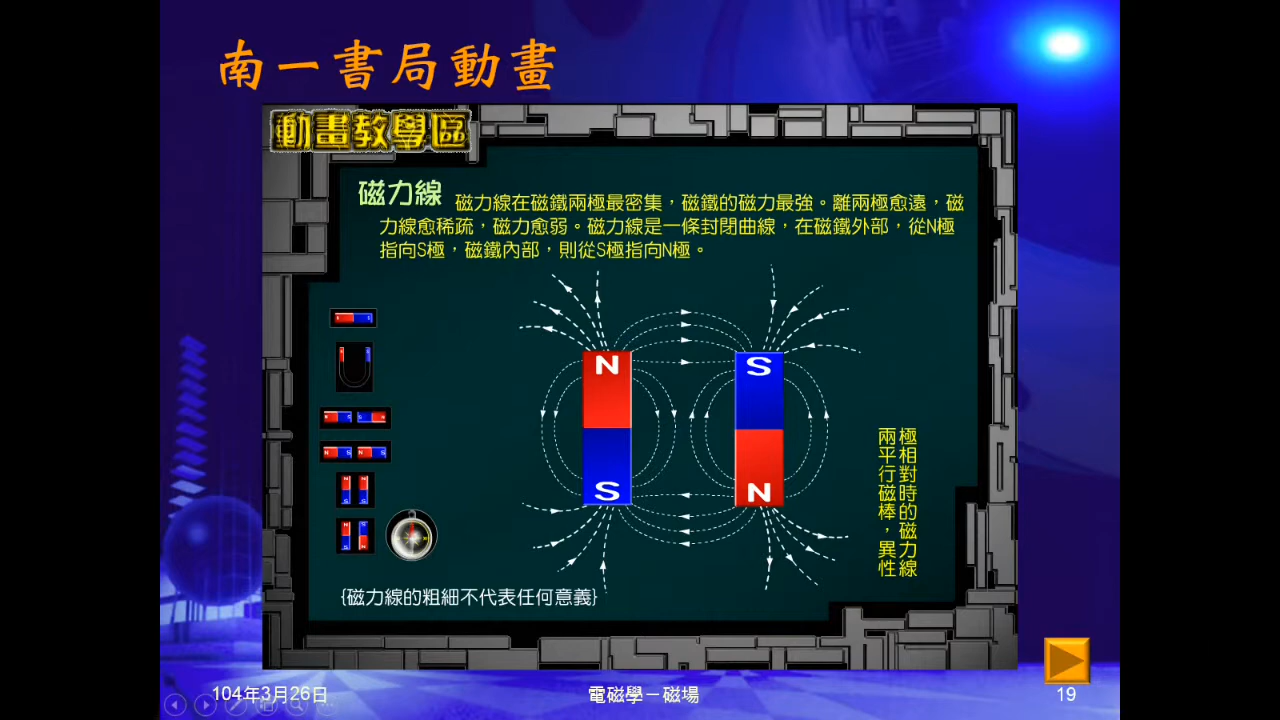 南一書局動畫
動畫教學區
磁力線 磁力線在磁鐵兩極最密集，磁鐵的磁力最強。離兩極愈遠，磁
力線愈稀疏，磁力愈弱。磁力線是一條封閉曲線，在磁鐵外部，從N極
指向S極，磁鐵內部，則從S極指向N極。
N
S
S
N
兩平行磁棒，異性
極相對時的磁力線
{磁力線的粗細不代表任何意義}
104年3月26日
電磁學－磁場
19